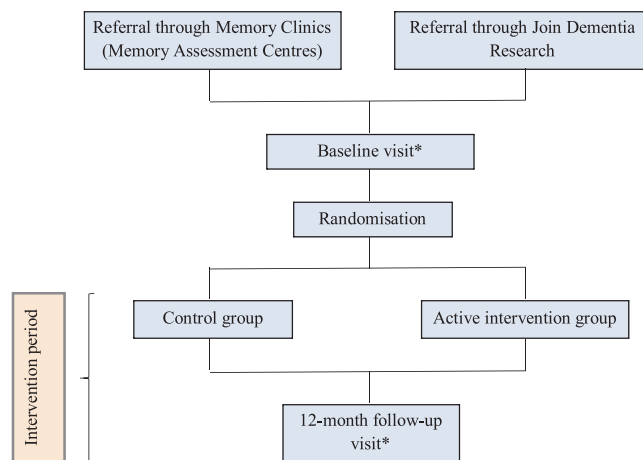 Referral through Memory Clinics
(Memory Assessment Centres)
Referral through Join Dementia
Research
Baseline visit*
Randomisation
Intervention period
Control group
Active intervention group
12-month follow-up
visit*